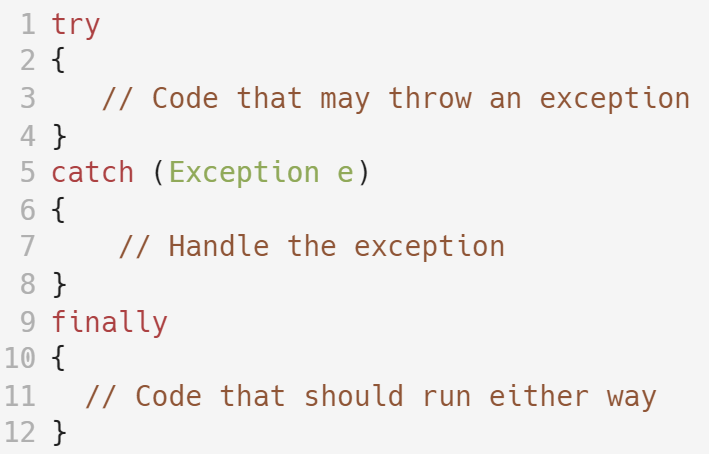 1 try
2 {
3    // Code that may throw an exception
4 }
5 catch (Exception e)
6 {
7     // Handle the exception
8 }
9 finally
10 {
11   // Code that should run either way
12 }